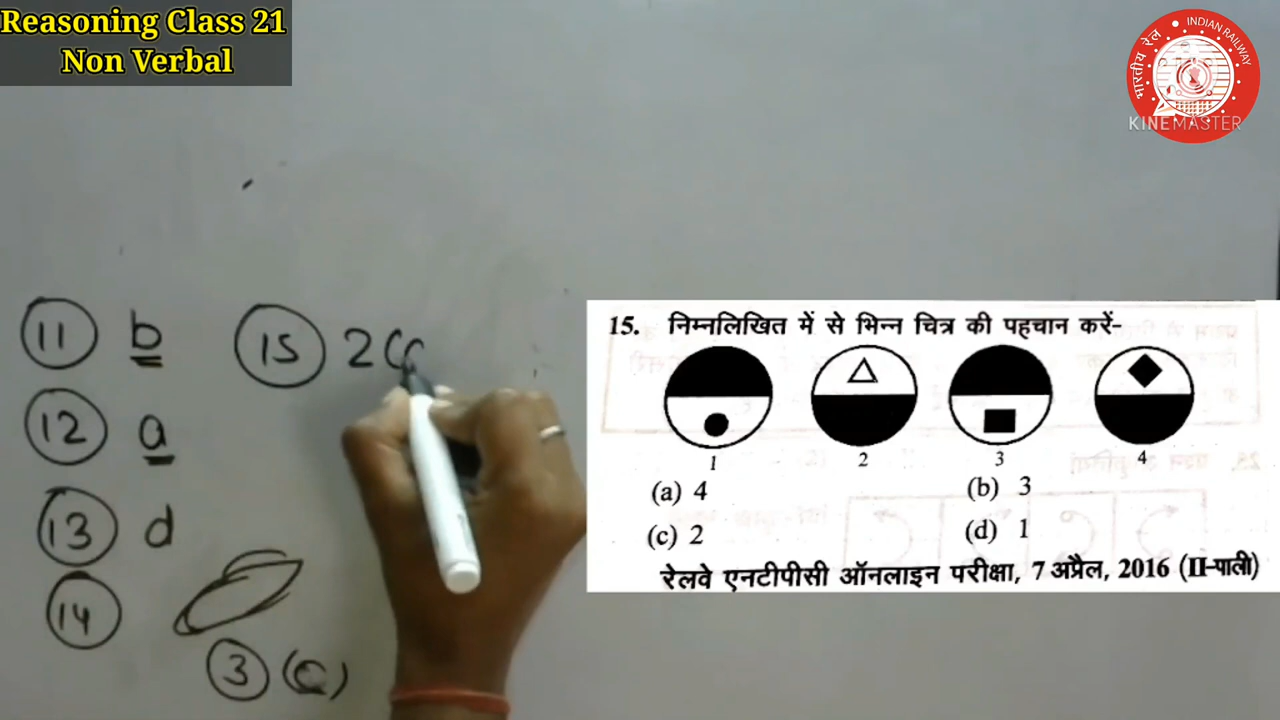 Reasoning Class 21
Non Verbal
भारतीय रेल
INDIAN RAILWAY
KINEMASTER
11 b
12 a
13 d
14
3 (a)
15 2(
15. निम्नलिखित में से भिन्न चित्र की पहचान करें-
1 2 3 4
(a) 4 (b) 3
(c) 2 (d) 1
रेलवे एनटीपीसी ऑनलाइन परीक्षा, 7 अप्रैल, 2016 (II-पाली)